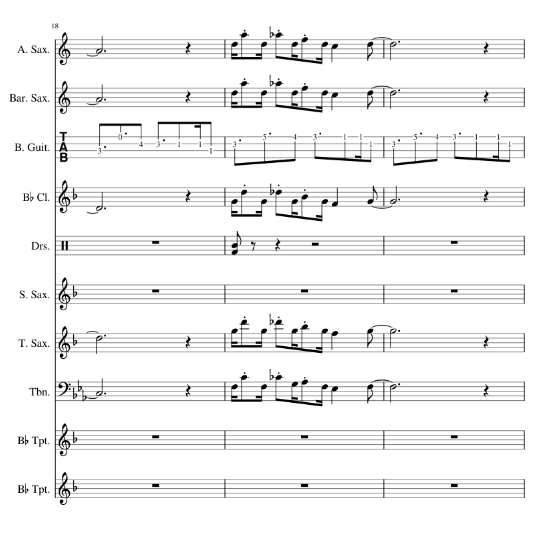 18
A. Sax.
Bar. Sax.
B. Guit.
T
A
B
3 0 4 3 1 1 1
3 5 4 3 1 1 1
3 5 4 3 1 1 1
B♭ Cl.
Drs.
S. Sax.
T. Sax.
Tbn.
B♭ Tpt.
B♭ Tpt.